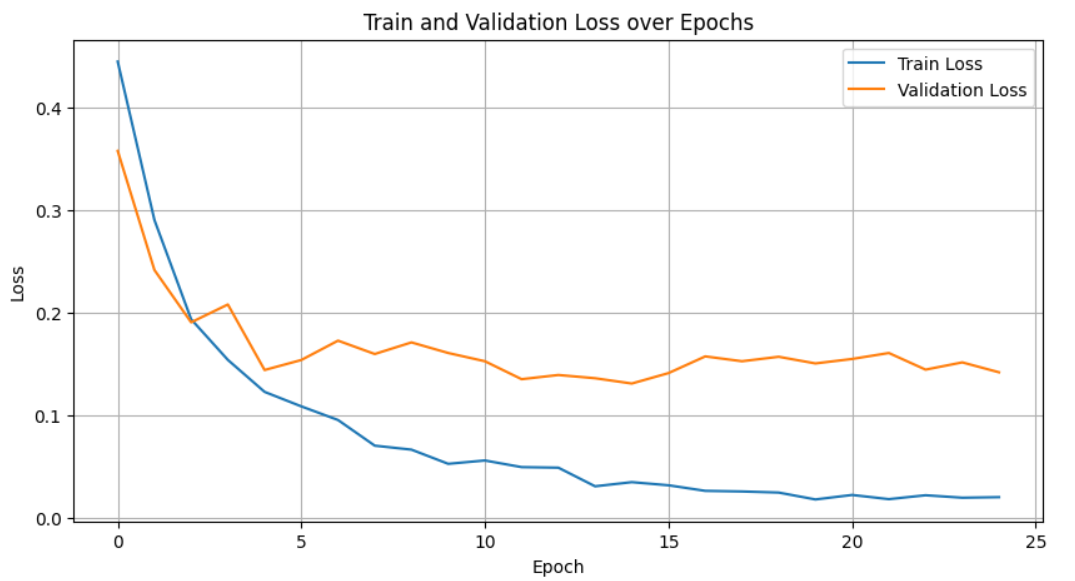 Train and Validation Loss over Epochs
Train Loss
Validation Loss
0.4
0.3
0.2
0.1
0.0
Loss
0 5 10 15 20 25
Epoch